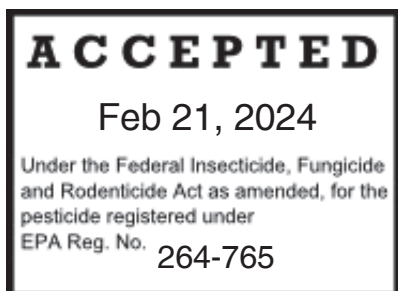 ACCEPTED
Feb 21, 2024
Under the Federal Insecticide, Fungicide
and Rodenticide Act as amended, for the
pesticide registered under
EPA Reg. No. 264-765